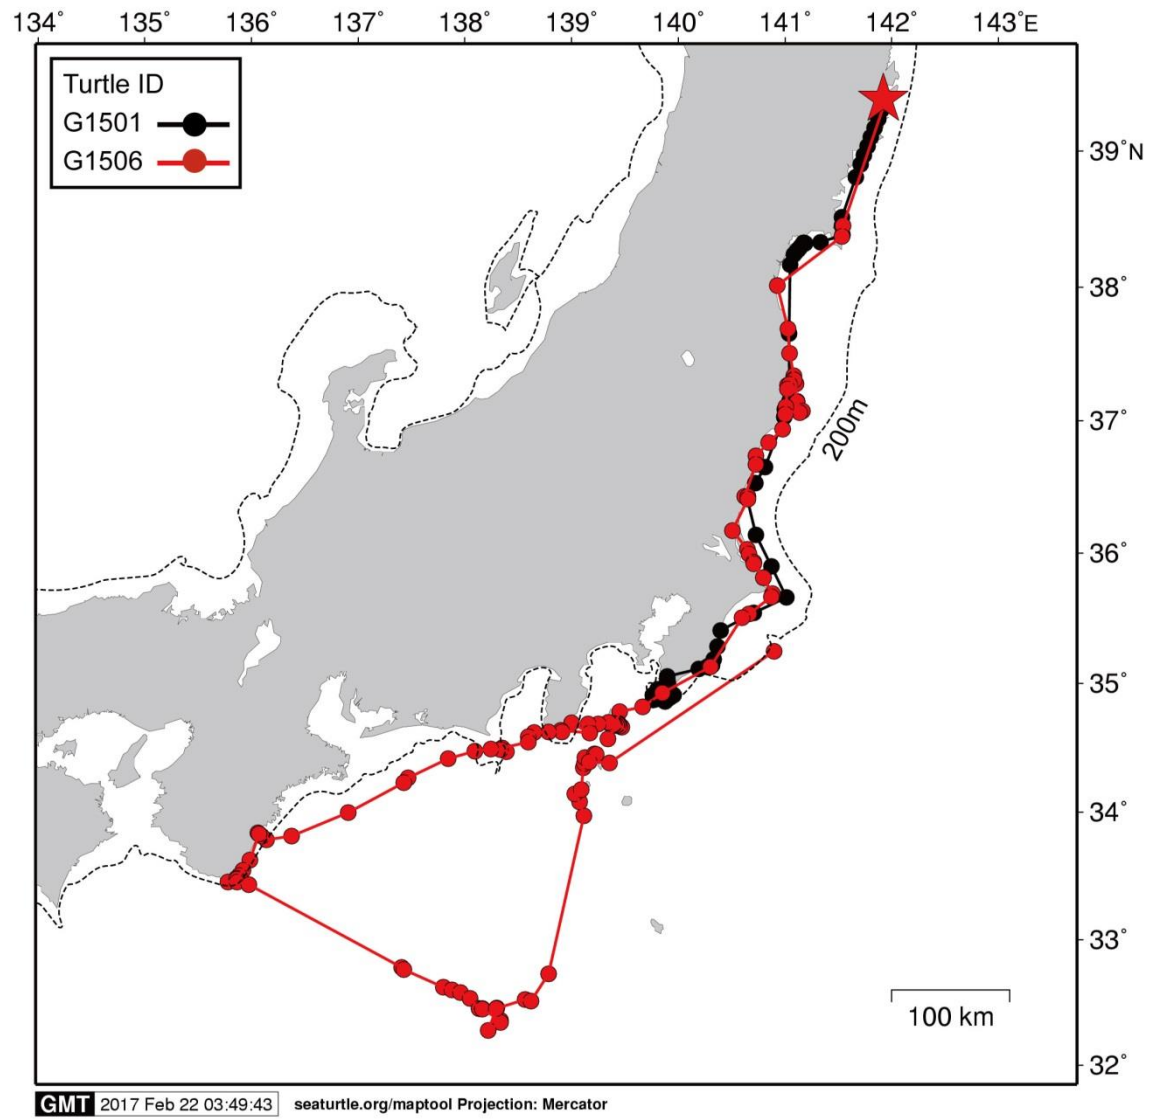 134° 135° 136° 137° 138° 139° 140° 141° 142° 143°E
Turtle ID
G1501
G1506
39°N
38°
37°
200m
36°
35°
34°
33°
100 km
32°
GMT 2017 Feb 22 03:49:43 seaturtle.org/maptool Projection: Mercator